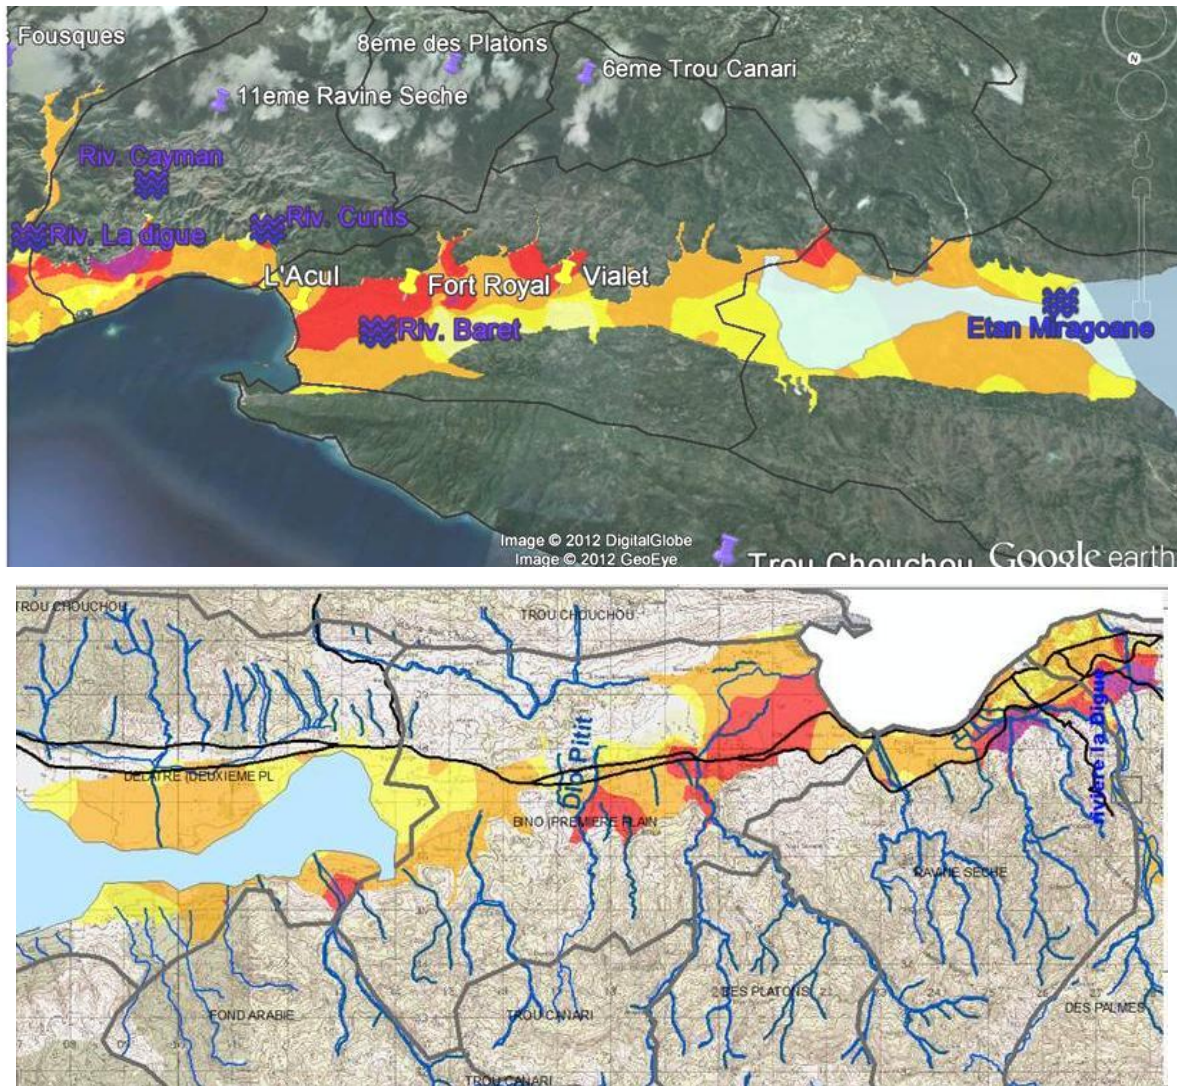 s Fousques
8eme des Platons
6eme Trou Canari
11eme Ravine Seche
N
Riv. Cayman
Riv. Curtis
Riv. La digue
L'Acul
Fort Royal
Vialet
Riv. Baret
Etan Miragoane
Image © 2012 DigitalGlobe
Image © 2012 GeoEye
Trou Chouchou
Google earth
TROU CHOUCHOU
TROU CHOUCHOU
Dlo Pitit
Rivière la Digue
DELATRE (DEUXIEME PL
BINO (PREMIERE PLAIN
RAVINE SECHE
DES PLATONS
FOND ARABIE
TROU CANARI
DES PALMES
TROU CANARI